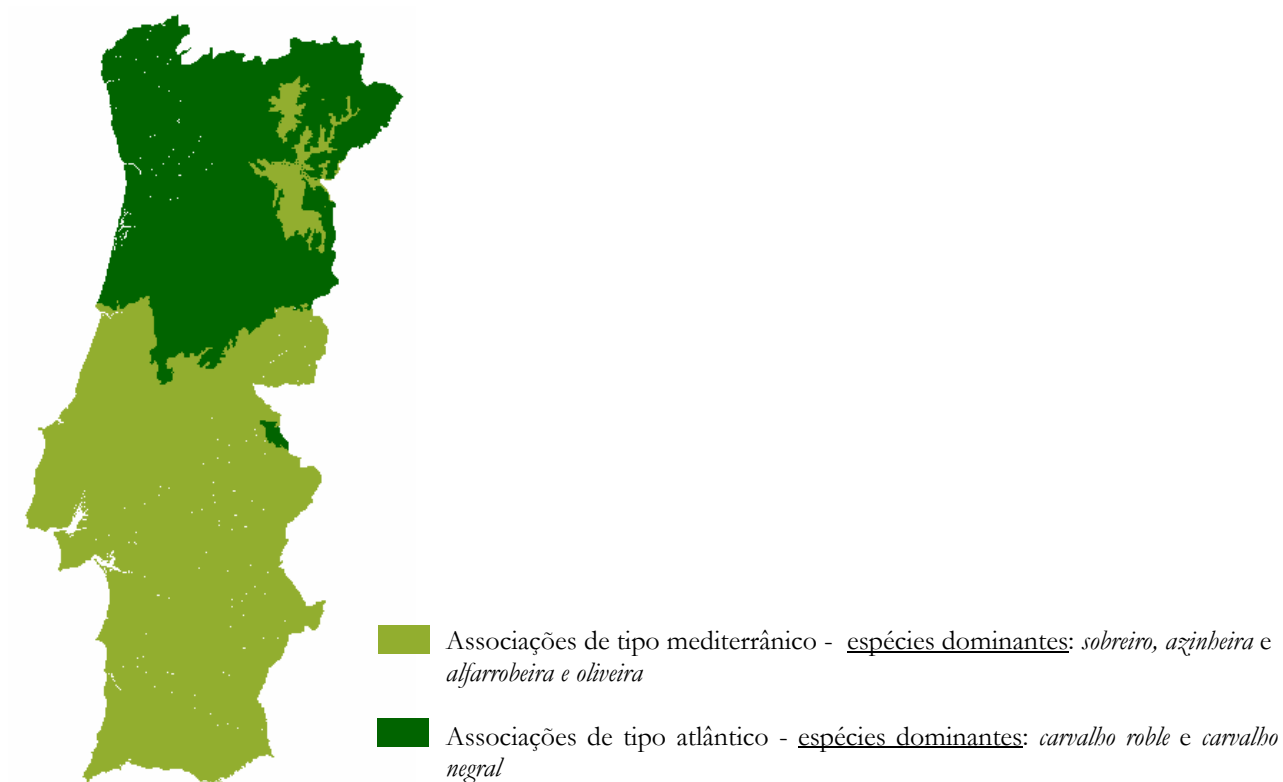 Associações de tipo mediterrânico - espécies dominantes: sobreiro, azinheira e
alfarrobeira e oliveira
Associações de tipo atlântico - espécies dominantes: carvalho roble e carvalho
negral